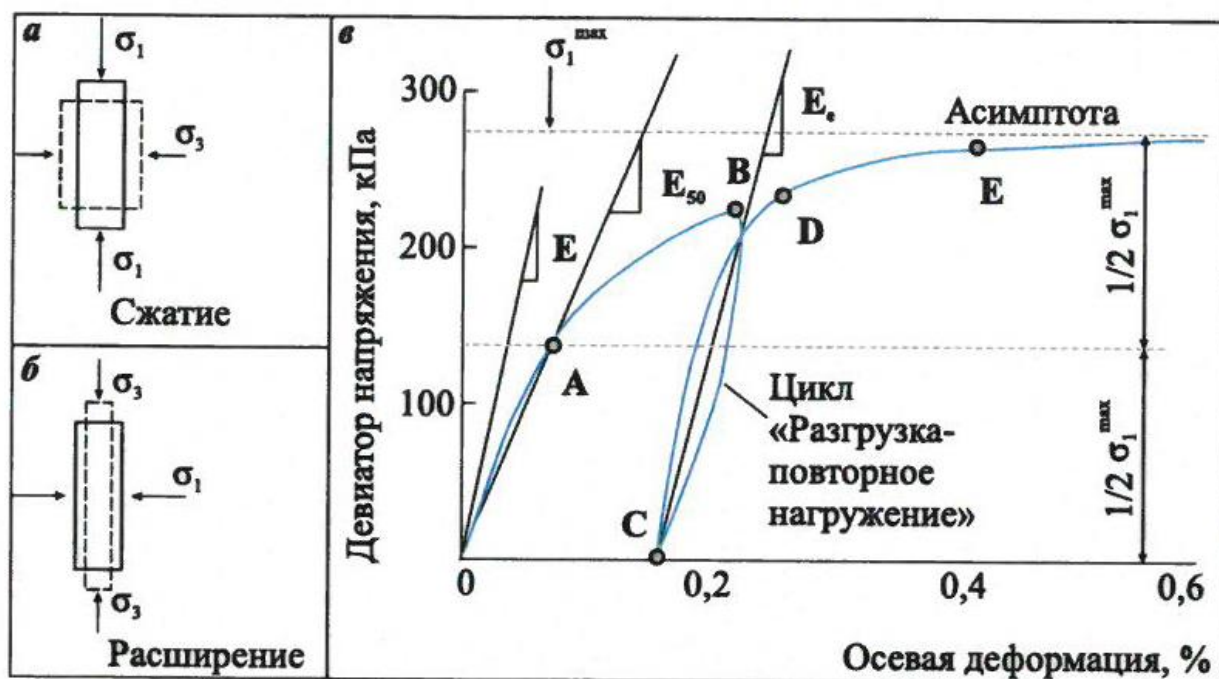 а
σ₁
σ₃
σ₁
Сжатие
б
σ₃
σ₁
σ₃
Расширение
в
σ₁ᵐᵃˣ
Девиатор напряжения, кПа
300
200
100
0
0,2
0,4
0,6
Осевая деформация, %
E
E₅₀
Eₑ
A
B
C
D
E
Асимптота
Цикл
«Разгрузка-
повторное
нагружение»
1/2 σ₁ᵐᵃˣ
1/2 σ₁ᵐᵃˣ